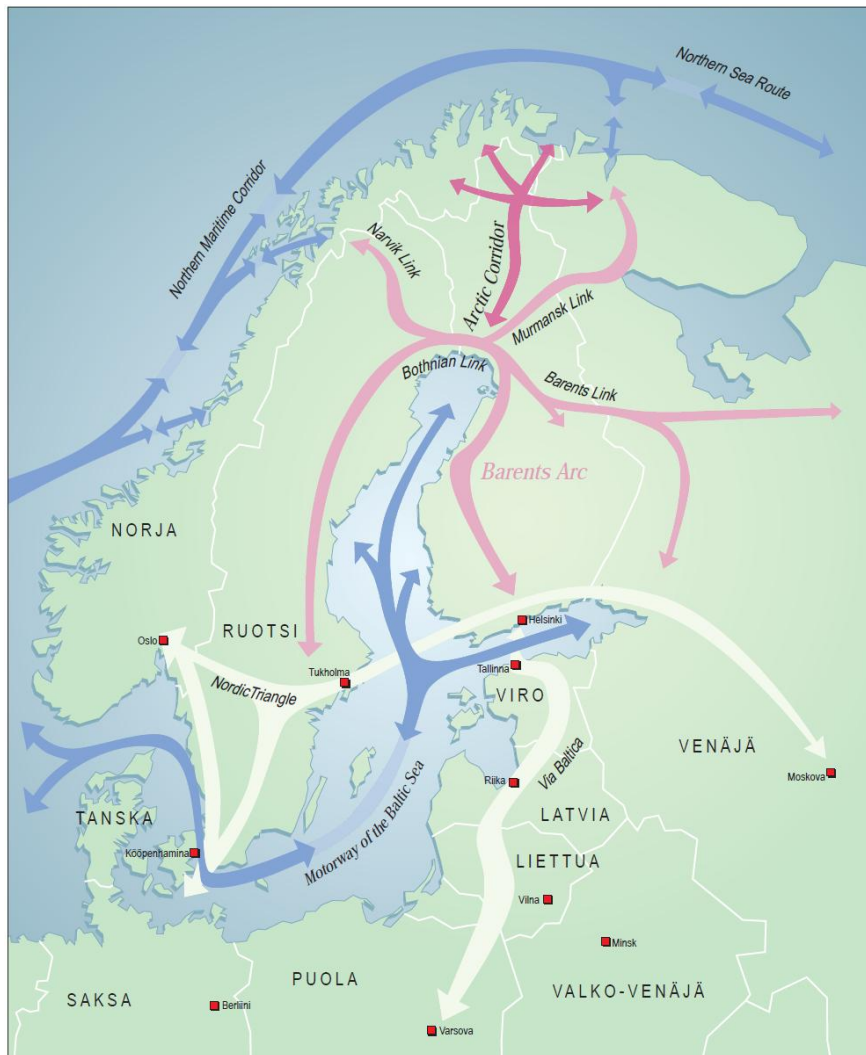 Northern Sea Route
Northern Maritime Corridor
Narvik Link
Arctic Corridor
Murmansk Link
Bothnian Link
Barents Link
Barents Arc
NORJA
RUOTSI
Oslo
Helsinki
Tukholma
Tallinna
NordicTriangle
VIRO
VENÄJÄ
Moskova
Riika
Via Baltica
Motorway of the Baltic Sea
LATVIA
TANSKA
Kööpenhamina
LIETTUA
Vilna
Minsk
PUOLA
VALKO-VENÄJÄ
SAKSA
Berliini
Varsova